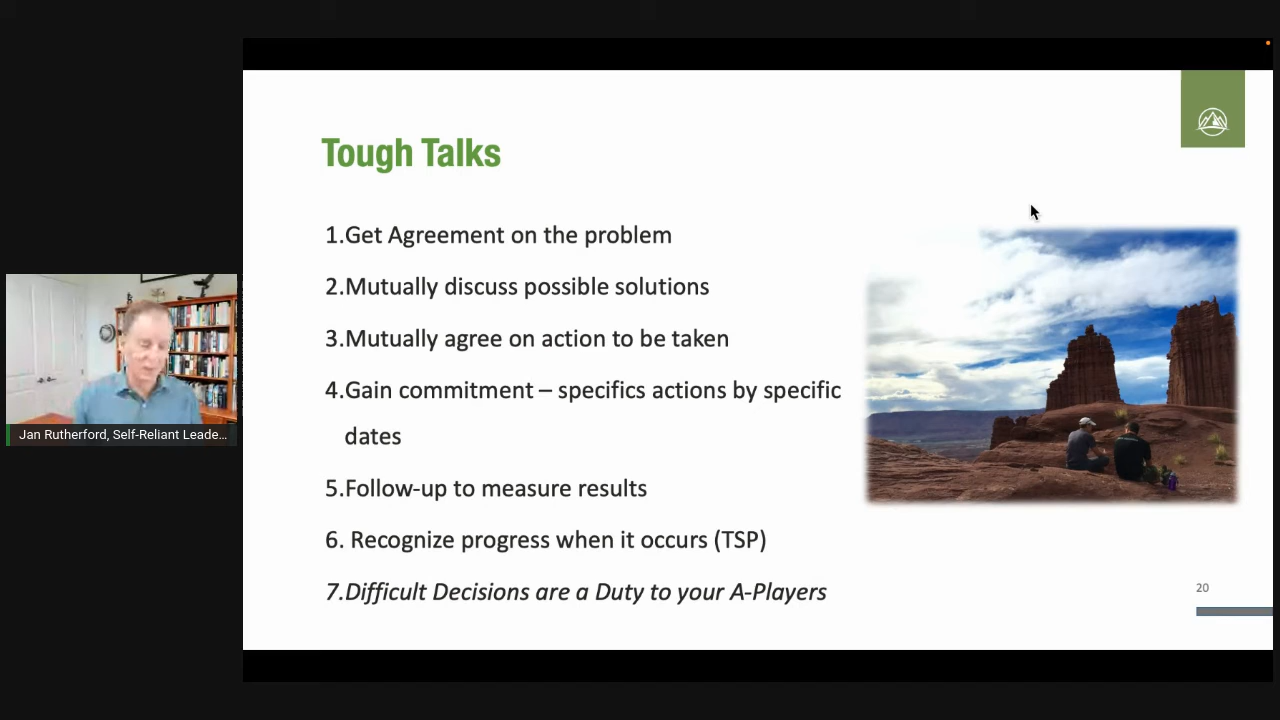 Tough Talks
1.Get Agreement on the problem
2.Mutually discuss possible solutions
3.Mutually agree on action to be taken
4.Gain commitment – specifics actions by specific
dates
5.Follow-up to measure results
6. Recognize progress when it occurs (TSP)
7.Difficult Decisions are a Duty to your A-Players
20
Jan Rutherford, Self-Reliant Leade...